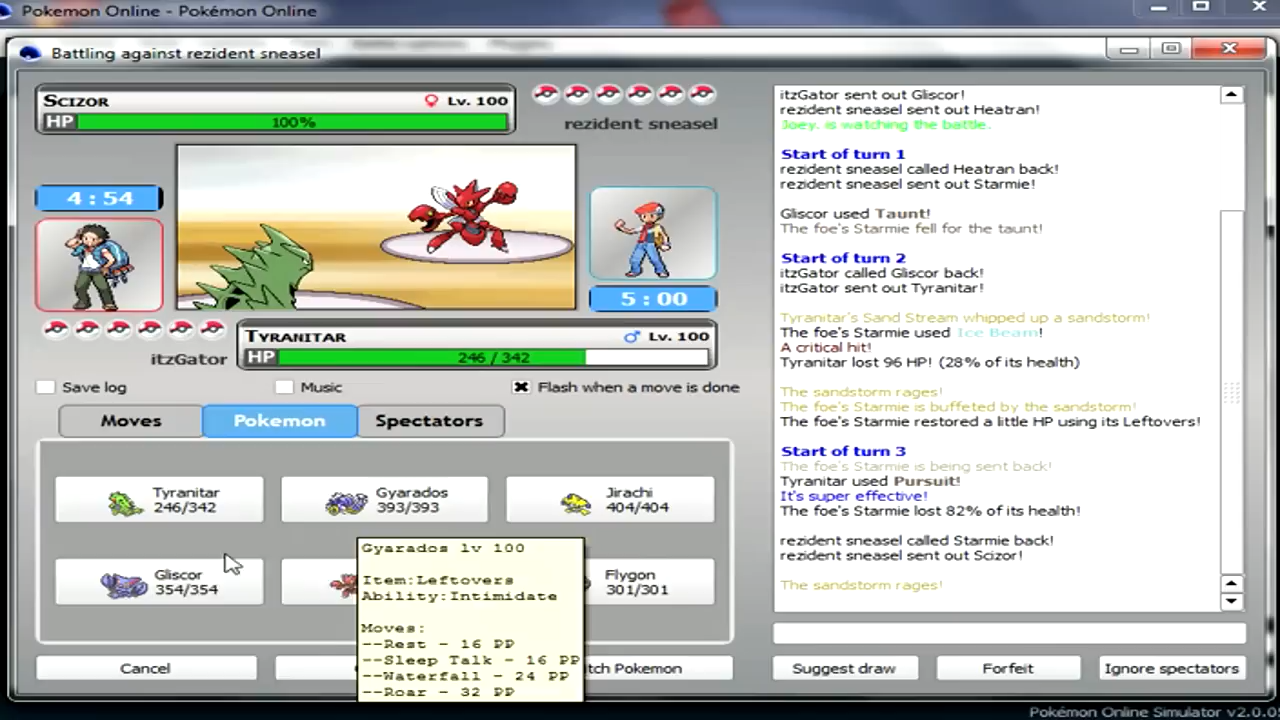 Pokemon Online - Pokémon Online
Battling against rezident sneasel
SCIZOR
Lv. 100
HP
100%
rezident sneasel
4:54
5:00
itzGator
TYRANITAR
Lv. 100
HP
246 / 342
Save log
Music
Flash when a move is done
Moves
Pokemon
Spectators
Tyranitar
246/342
Gyarados
393/393
Jirachi
404/404
Gliscor
354/354
Flygon
301/301
Gyarados lv 100
Item:Leftovers
Ability:Intimidate
Moves:
--Rest - 16 PP
--Sleep Talk - 16 PP
--Waterfall - 24 PP
--Roar - 32 PP
Cancel
tch Pokemon
itzGator sent out Gliscor!
rezident sneasel sent out Heatran!
Joey. is watching the battle.
Start of turn 1
rezident sneasel called Heatran back!
rezident sneasel sent out Starmie!
Gliscor used Taunt!
The foe's Starmie fell for the taunt!
Start of turn 2
itzGator called Gliscor back!
itzGator sent out Tyranitar!
Tyranitar's Sand Stream whipped up a sandstorm!
The foe's Starmie used Ice Beam!
A critical hit!
Tyranitar lost 96 HP! (28% of its health)
The sandstorm rages!
The foe's Starmie is buffeted by the sandstorm!
The foe's Starmie restored a little HP using its Leftovers!
Start of turn 3
The foe's Starmie is being sent back!
Tyranitar used Pursuit!
It's super effective!
The foe's Starmie lost 82% of its health!
rezident sneasel called Starmie back!
rezident sneasel sent out Scizor!
The sandstorm rages!
Suggest draw
Forfeit
Ignore spectators
Pokémon Online Simulator v2.0.05